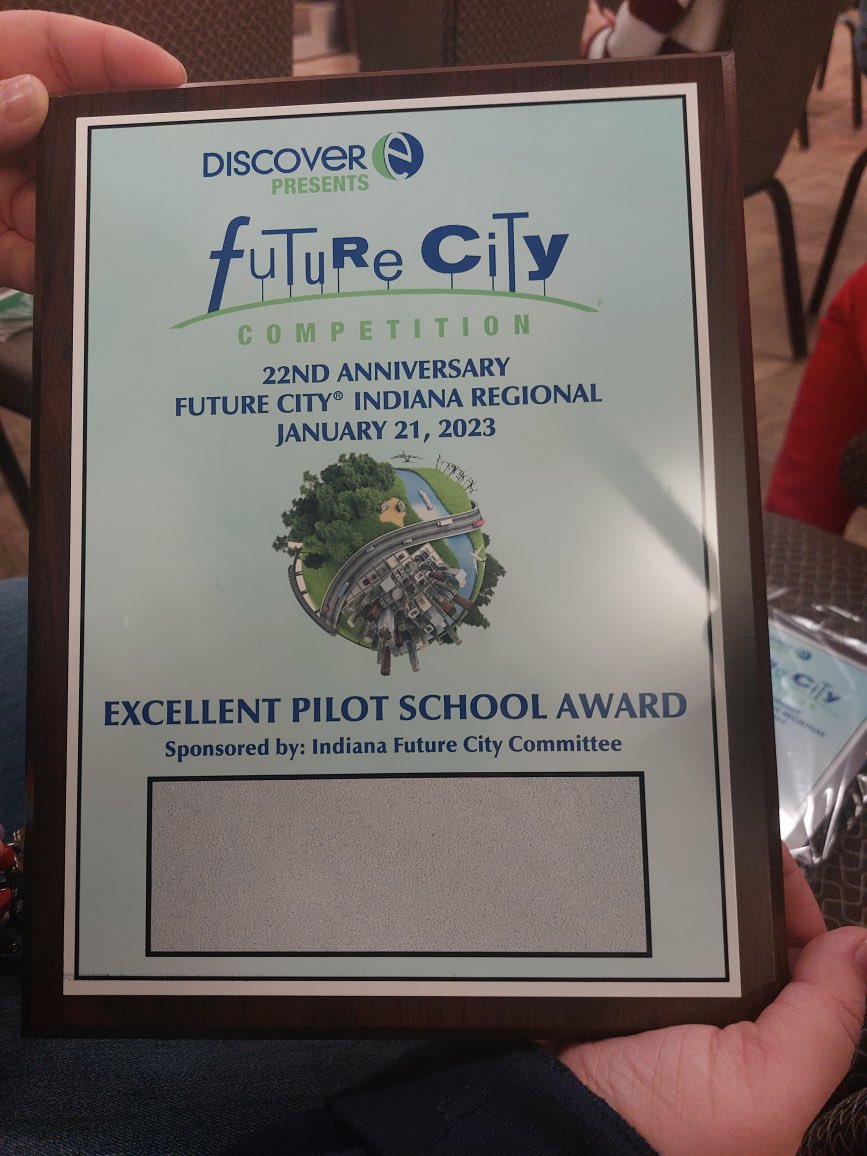 DISCOVER e
PRESENTS
FUTURE CITY
®
COMPETITION
22ND ANNIVERSARY
FUTURE CITY® INDIANA REGIONAL
JANUARY 21, 2023
EXCELLENT PILOT SCHOOL AWARD
Sponsored by: Indiana Future City Committee
CITY